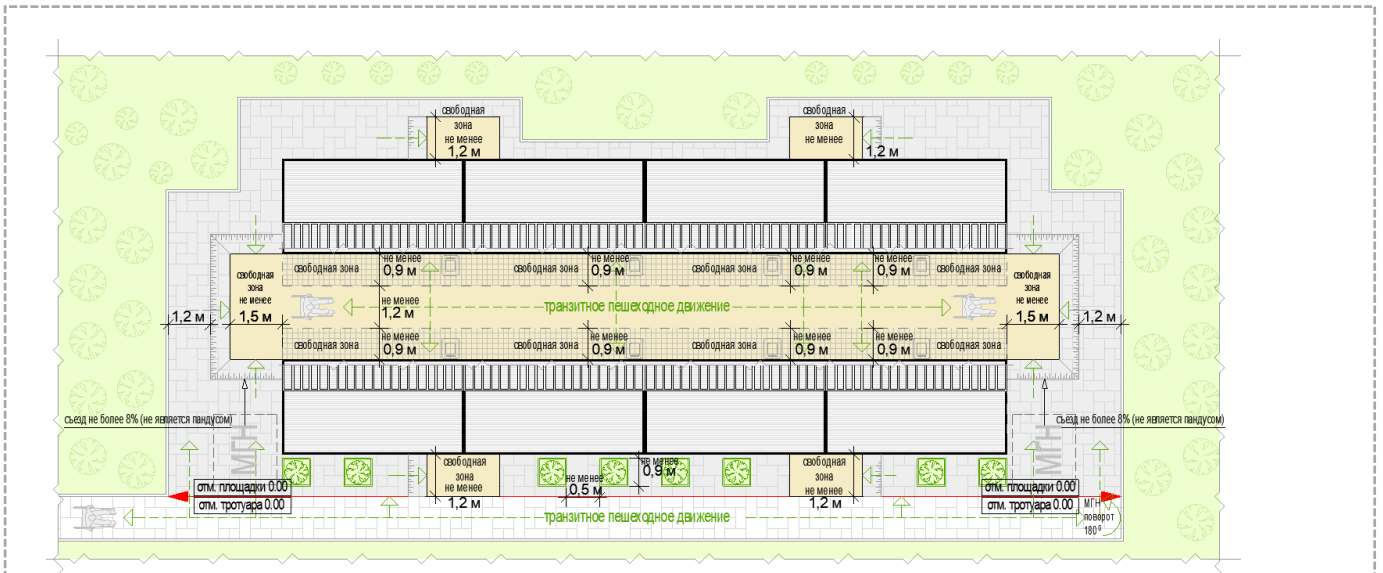 свободная
зона
не менее
1,2 м
свободная
зона
не менее
1,2 м
не менее
0,9 м
не менее
0,9 м
не менее
0,9 м
не менее
0,9 м
свободная зона
свободная зона
свободная зона
свободная зона
свободная
зона
не менее
1,5 м
1,2 м
не менее
1,2 м
транзитное пешеходное движение
свободная
зона
не менее
1,5 м
1,2 м
не менее
0,9 м
не менее
0,9 м
не менее
0,9 м
не менее
0,9 м
свободная зона
свободная зона
свободная зона
свободная зона
съезд не более 8% (не является пандусом)
съезд не более 8% (не является пандусом)
МГН
МГН
свободная
зона
не менее
1,2 м
не менее
0,9 м
не менее
0,5 м
свободная
зона
не менее
1,2 м
отм. площадки 0.00
отм. тротуара 0.00
отм. площадки 0.00
отм. тротуара 0.00
транзитное пешеходное движение
МГН
поворот
180°